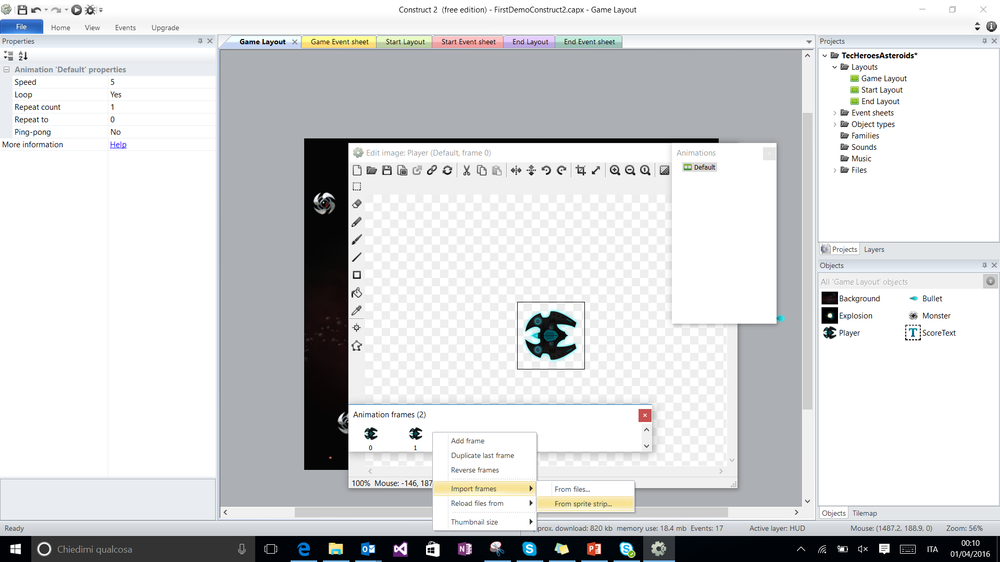 Construct 2  (free edition) - FirstDemoConstruct2.capx - Game Layout
File Home View Events Upgrade
Properties
Animation 'Default' properties
Speed 5
Loop Yes
Repeat count 1
Repeat to 0
Ping-pong No
More information Help
Game Layout Game Event sheet Start Layout Start Event sheet End Layout End Event sheet
Edit image: Player (Default, frame 0)
Animations
Default
Animation frames (2)
0 1
Add frame
Duplicate last frame
Reverse frames
Import frames
Reload files from
Thumbnail size
From files...
From sprite strip...
100%  Mouse: -146, 187
Projects
TecHeroesAsteroids*
Layouts
Game Layout
Start Layout
End Layout
Event sheets
Object types
Families
Sounds
Music
Files
Projects Layers
Objects
All 'Game Layout' objects
Background Bullet
Explosion Monster
Player T ScoreText
Objects Tilemap
Ready
pprox. download: 820 kb  memory use: 18.4 mb  Events: 17 Active layer: HUD Mouse: (1487.2, 188.9, 0) Zoom: 56%
Chiedimi qualcosa
ITA
00:10
01/04/2016